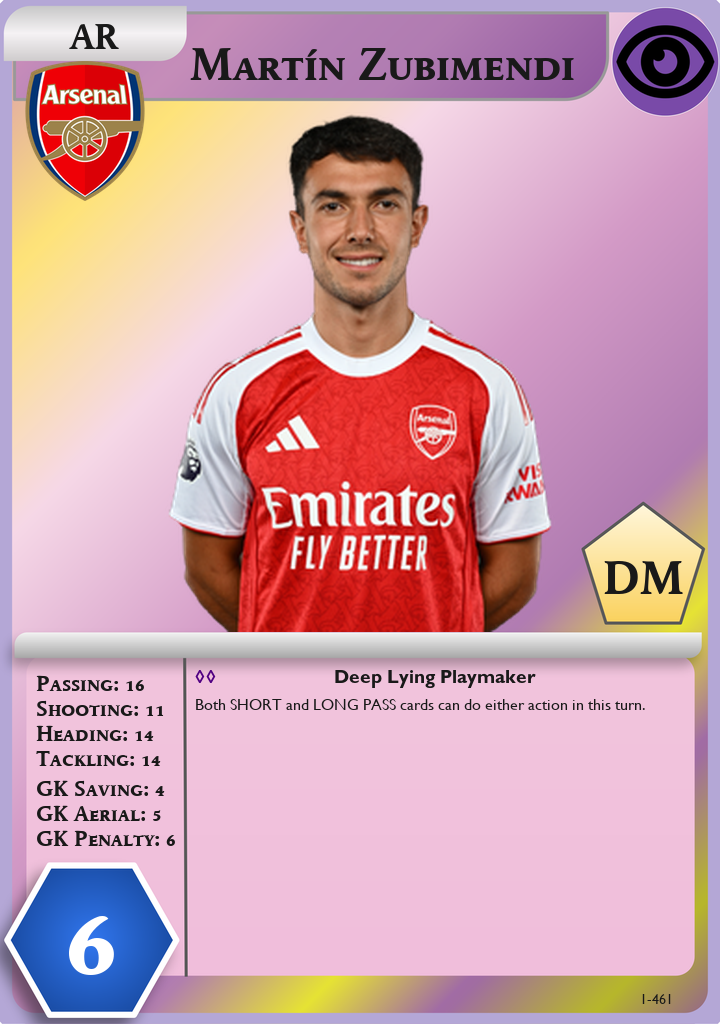 AR
Martín Zubimendi
Arsenal
Arsenal
Emirates
FLY BETTER
DM
Passing: 16
Shooting: 11
Heading: 14
Tackling: 14
GK Saving: 4
GK Aerial: 5
GK Penalty: 6
6
◊◊ Deep Lying Playmaker
Both SHORT and LONG PASS cards can do either action in this turn.
1-461